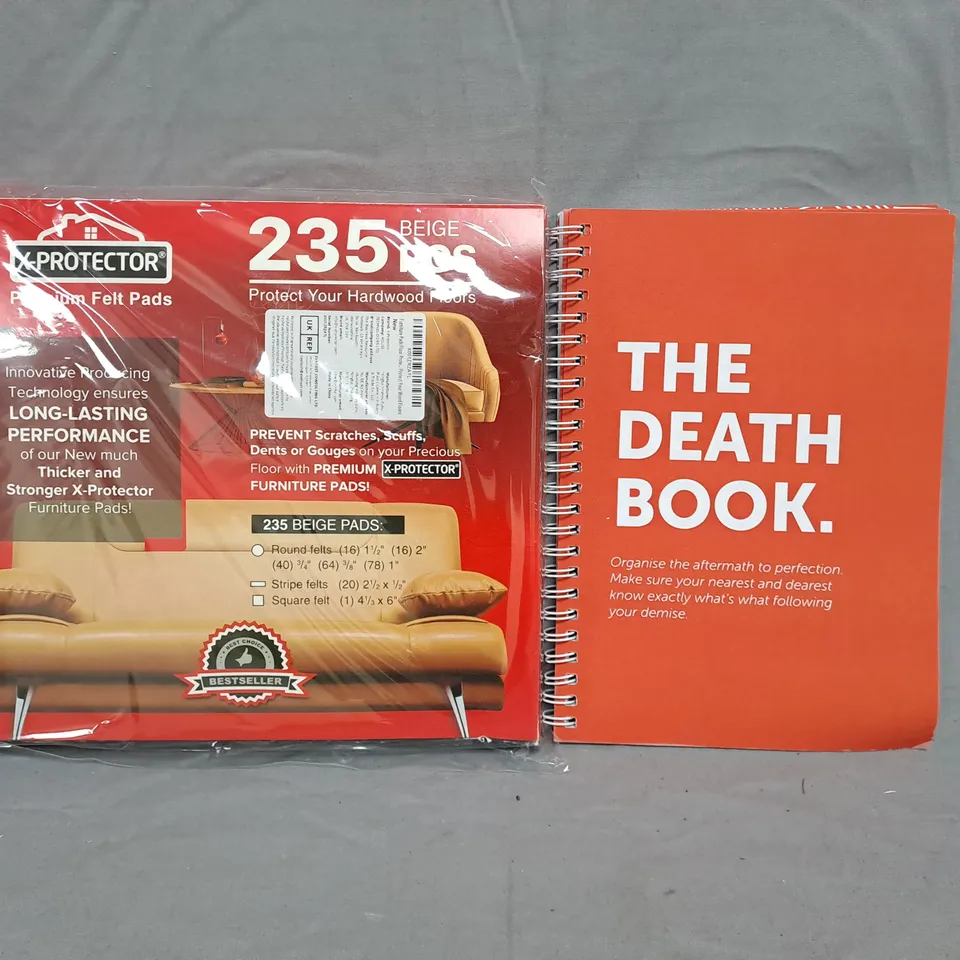 X-PROTECTOR®
Premium Felt Pads
235 BEIGE
PCS
Protect Your Hardwood Floors
Innovative Producing
Technology ensures
LONG-LASTING
PERFORMANCE
of our New much
Thicker and
Stronger X-Protector
Furniture Pads!
UK REP
New
PREVENT Scratches, Scuffs,
Dents or Gouges on your Precious
Floor with PREMIUM X-PROTECTOR®
FURNITURE PADS!
235 BEIGE PADS:
Round felts (16) 1½" (16) 2"
(40) ¾" (64) ⅜" (78) 1"
Stripe felts (20) 2½ x ½"
Square felt (1) 4⅓ x 6"
BEST CHOICE
BESTSELLER
THE
DEATH
BOOK.
Organise the aftermath to perfection.
Make sure your nearest and dearest
know exactly what's what following
your demise.